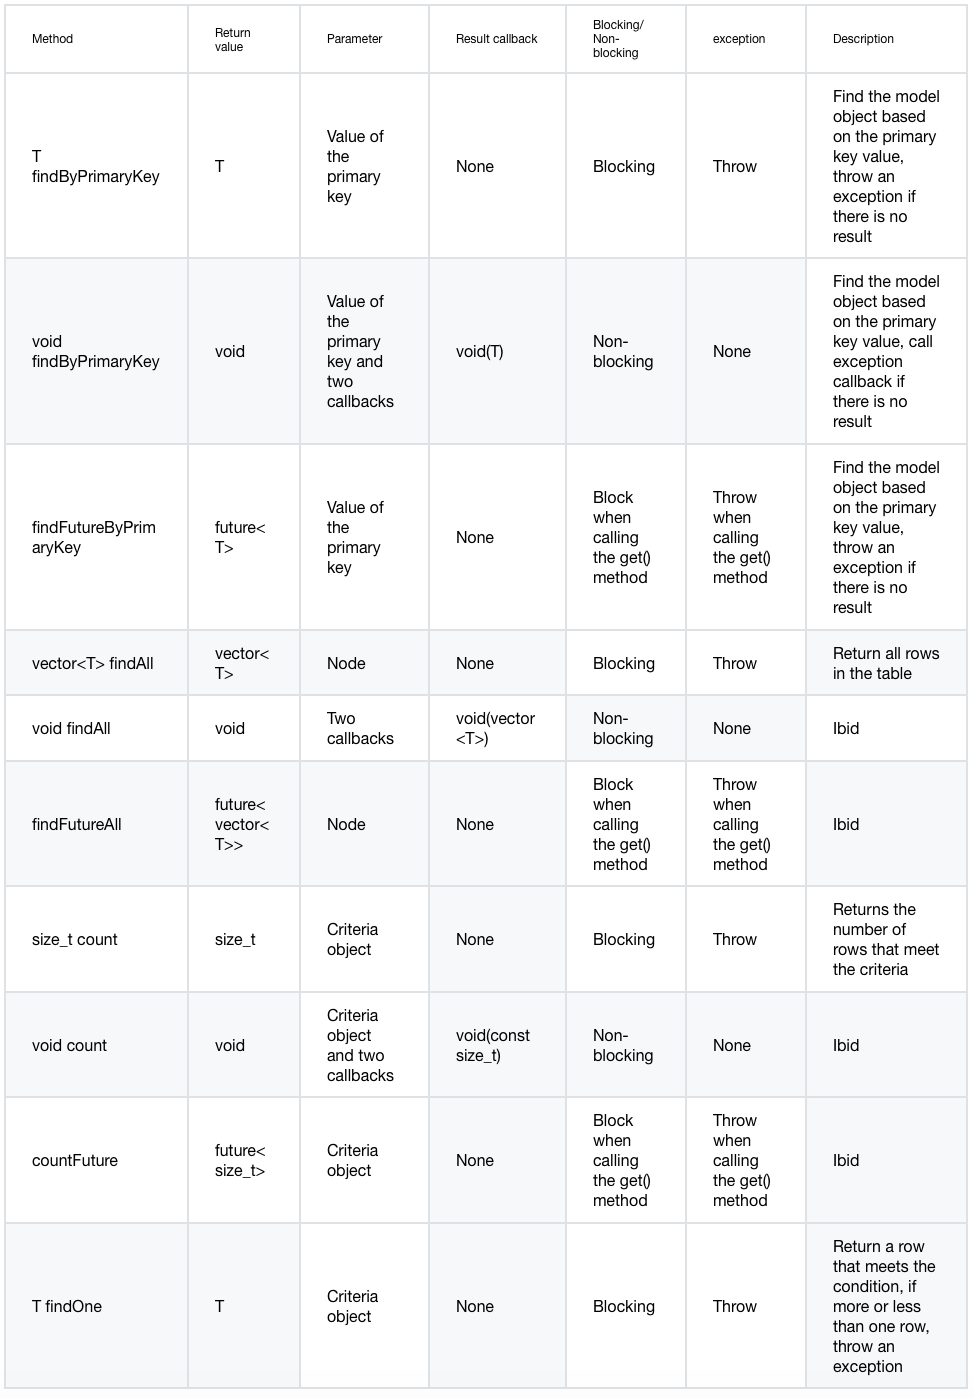 Method
Return
value
Parameter
Result callback
Blocking/
Non-
blocking
exception
Description
T
findByPrimaryKey
T
Value of
the
primary
key
None
Blocking
Throw
Find the model
object based
on the primary
key value,
throw an
exception if
there is no
result
void
findByPrimaryKey
void
Value of
the
primary
key and
two
callbacks
void(T)
Non-
blocking
None
Find the model
object based
on the primary
key value, call
exception
callback if
there is no
result
findFutureByPrim
aryKey
future<
T>
Value of
the
primary
key
None
Block
when
calling
the get()
method
Throw
when
calling
the get()
method
Find the model
object based
on the primary
key value,
throw an
exception if
there is no
result
vector<T> findAll
vector<
T>
Node
None
Blocking
Throw
Return all rows
in the table
void findAll
void
Two
callbacks
void(vector
<T>)
Non-
blocking
None
Ibid
findFutureAll
future<
vector<
T>>
Node
None
Block
when
calling
the get()
method
Throw
when
calling
the get()
method
Ibid
size_t count
size_t
Criteria
object
None
Blocking
Throw
Returns the
number of
rows that meet
the criteria
void count
void
Criteria
object
and two
callbacks
void(const
size_t)
Non-
blocking
None
Ibid
countFuture
future<
size_t>
Criteria
object
None
Block
when
calling
the get()
method
Throw
when
calling
the get()
method
Ibid
T findOne
T
Criteria
object
None
Blocking
Throw
Return a row
that meets the
condition, if
more or less
than one row,
throw an
exception